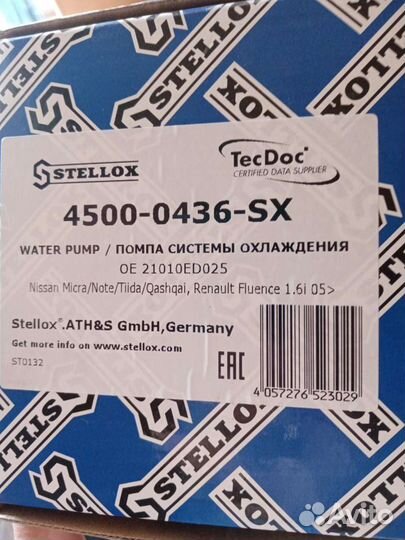 STELLOX
TecDoc
CERTIFIED DATA SUPPLIER
4500-0436-SX
WATER PUMP / ПОМПА СИСТЕМЫ ОХЛАЖДЕНИЯ
OE 21010ED025
Nissan Micra/Note/Tiida/Qashqai, Renault Fluence 1.6i 05>
Stellox®.ATH&S GmbH,Germany
Get more info on www.stellox.com
ST0132
EAC
4 057276 523029
STELLOX
STELLOX
Avito